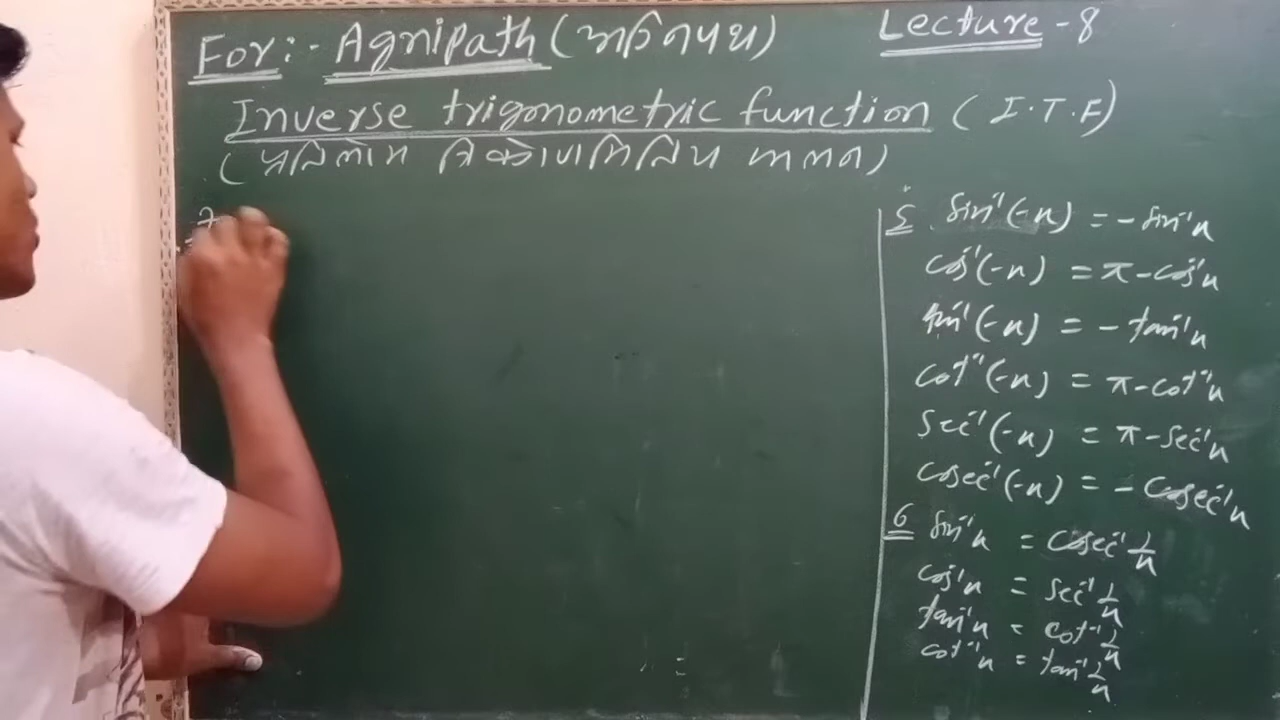 For:- Agnipath (अग्निपथ) Lecture-8
Inverse trigonometric function (I.T.F)
(प्रतिलोम त्रिकोणमितिय फलन)
7
5. sin⁻¹(-x) = -sin⁻¹x
cos⁻¹(-x) = π-cos⁻¹x
tan⁻¹(-x) = -tan⁻¹x
cot⁻¹(-x) = π-cot⁻¹x
sec⁻¹(-x) = π-sec⁻¹x
cosec⁻¹(-x) = -cosec⁻¹x
6 sin⁻¹x = cosec⁻¹ 1/x
cos⁻¹x = sec⁻¹ 1/x
tan⁻¹x = cot⁻¹ 1/x
cot⁻¹x = tan⁻¹ 1/x